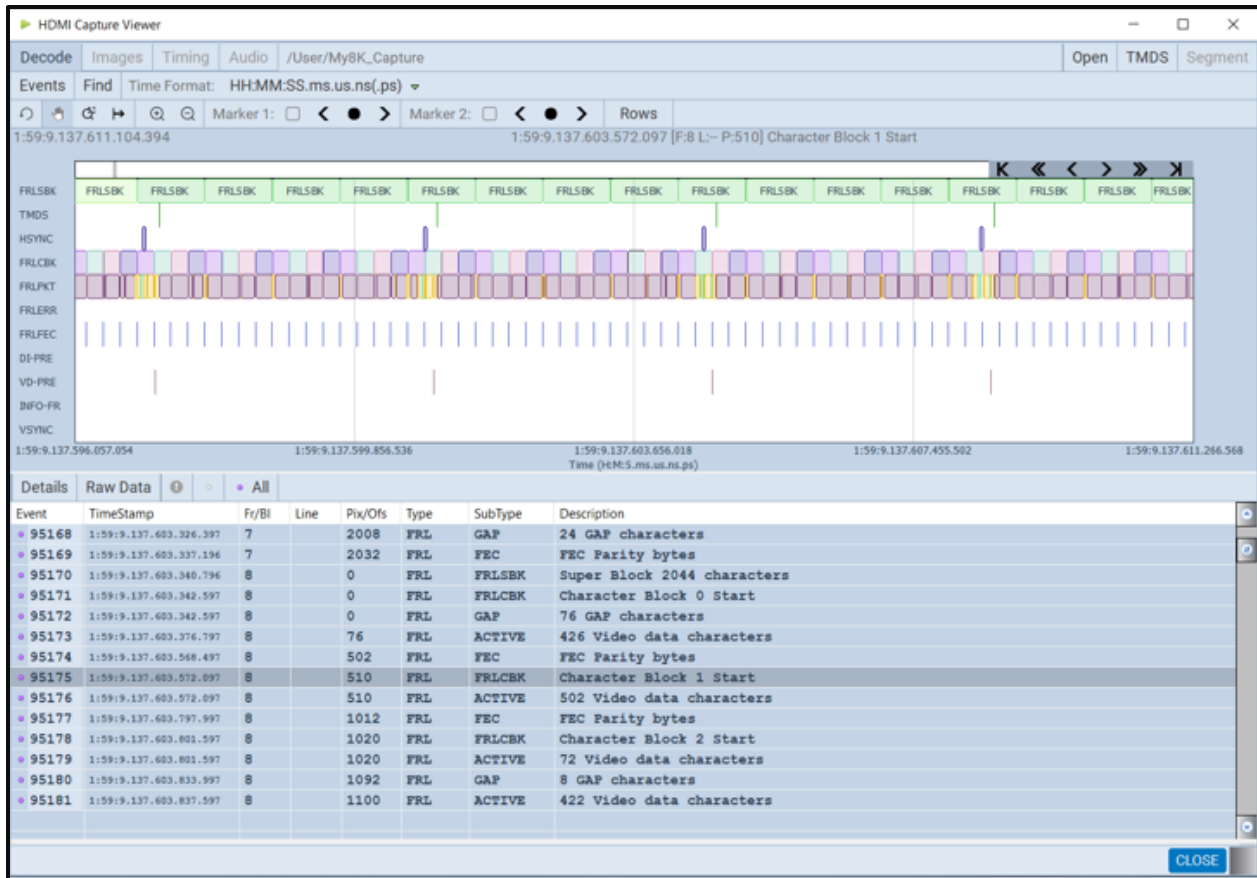 HDMI Capture Viewer
Decode Images Timing Audio /User/My8K_Capture Open TMDS Segment
Events Find Time Format: HH:MM:SS.ms.us.ns(.ps)
Marker 1: Marker 2: Rows
1:59:9.137.611.104.394 1:59:9.137.603.572.097 [F:8 L:-- P:510] Character Block 1 Start
FRLSBK FRLSBK FRLSBK FRLSBK FRLSBK FRLSBK FRLSBK FRLSBK FRLSBK FRLSBK FRLSBK FRLSBK FRLSBK FRLSBK FRLSBK FRLSBK FRLSBK FRLSBK
TMDS
HSYNC
FRLCBK
FRLPKT
FRLERR
FRLFEC
DI-PRE
VD-PRE
INFO-FR
VSYNC
1:59:9.137.596.057.054 1:59:9.137.599.856.536 1:59:9.137.603.656.018 1:59:9.137.607.455.502 1:59:9.137.611.266.568
Time (H:M:S.ms.us.ns.ps)
Details Raw Data All
Event TimeStamp Fr/Bl Line Pix/Ofs Type SubType Description
95168 1:59:9.137.603.326.397 7 2008 FRL GAP 24 GAP characters
95169 1:59:9.137.603.337.196 7 2032 FRL FEC FEC Parity bytes
95170 1:59:9.137.603.340.796 8 0 FRL FRLSBK Super Block 2044 characters
95171 1:59:9.137.603.342.597 8 0 FRL FRLCBK Character Block 0 Start
95172 1:59:9.137.603.342.597 8 0 FRL GAP 76 GAP characters
95173 1:59:9.137.603.376.797 8 76 FRL ACTIVE 426 Video data characters
95174 1:59:9.137.603.568.497 8 502 FRL FEC FEC Parity bytes
95175 1:59:9.137.603.572.097 8 510 FRL FRLCBK Character Block 1 Start
95176 1:59:9.137.603.572.097 8 510 FRL ACTIVE 502 Video data characters
95177 1:59:9.137.603.797.997 8 1012 FRL FEC FEC Parity bytes
95178 1:59:9.137.603.801.597 8 1020 FRL FRLCBK Character Block 2 Start
95179 1:59:9.137.603.801.597 8 1020 FRL ACTIVE 72 Video data characters
95180 1:59:9.137.603.833.997 8 1092 FRL GAP 8 GAP characters
95181 1:59:9.137.603.837.597 8 1100 FRL ACTIVE 422 Video data characters
CLOSE